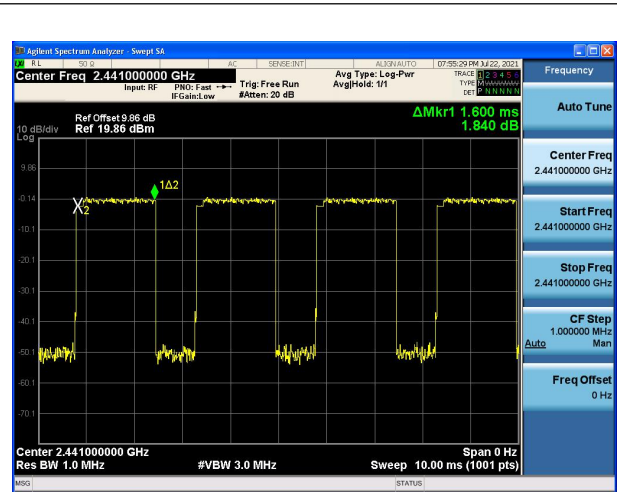 Agilent Spectrum Analyzer - Swept SA
RL 50 Ω AC SENSE:INT ALIGN AUTO 07:55:29 PM Jul 22, 2021
Center Freq 2.441000000 GHz
Input: RF PNO: Fast Trig: Free Run Avg Type: Log-Pwr TRACE 1 2 3 4 5 6
IFGain:Low #Atten: 20 dB Avg|Hold: 1/1 TYPE M
DET P N N N N N
Ref Offset 9.86 dB ΔMkr1 1.600 ms
10 dB/div Ref 19.86 dBm 1.840 dB
Log
9.86
1Δ2
-0.14
X2
-10.1
-20.1
-30.1
-40.1
-50.1
-60.1
-70.1
Center 2.441000000 GHz Span 0 Hz
Res BW 1.0 MHz #VBW 3.0 MHz Sweep 10.00 ms (1001 pts)
MSG STATUS
Frequency
Auto Tune
Center Freq
2.441000000 GHz
Start Freq
2.441000000 GHz
Stop Freq
2.441000000 GHz
CF Step
1.000000 MHz
Auto Man
Freq Offset
0 Hz